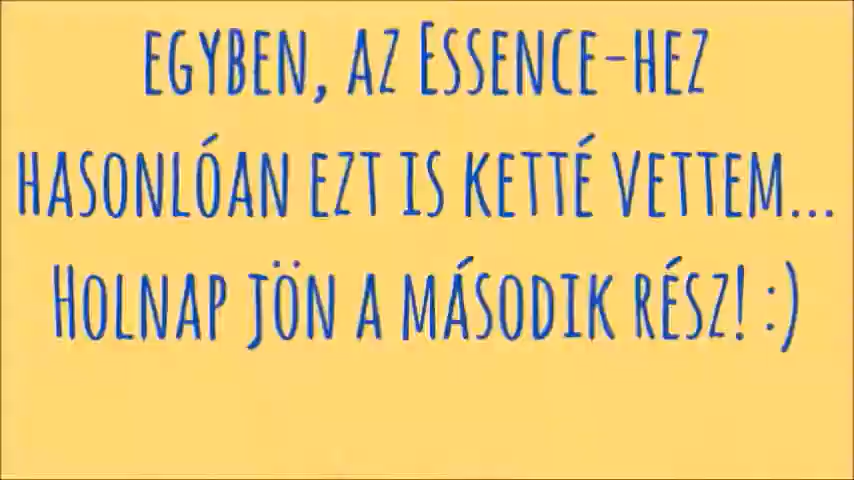 egyben, az Essence-hez
hasonlóan ezt is ketté vettem...
Holnap jön a második rész! :)